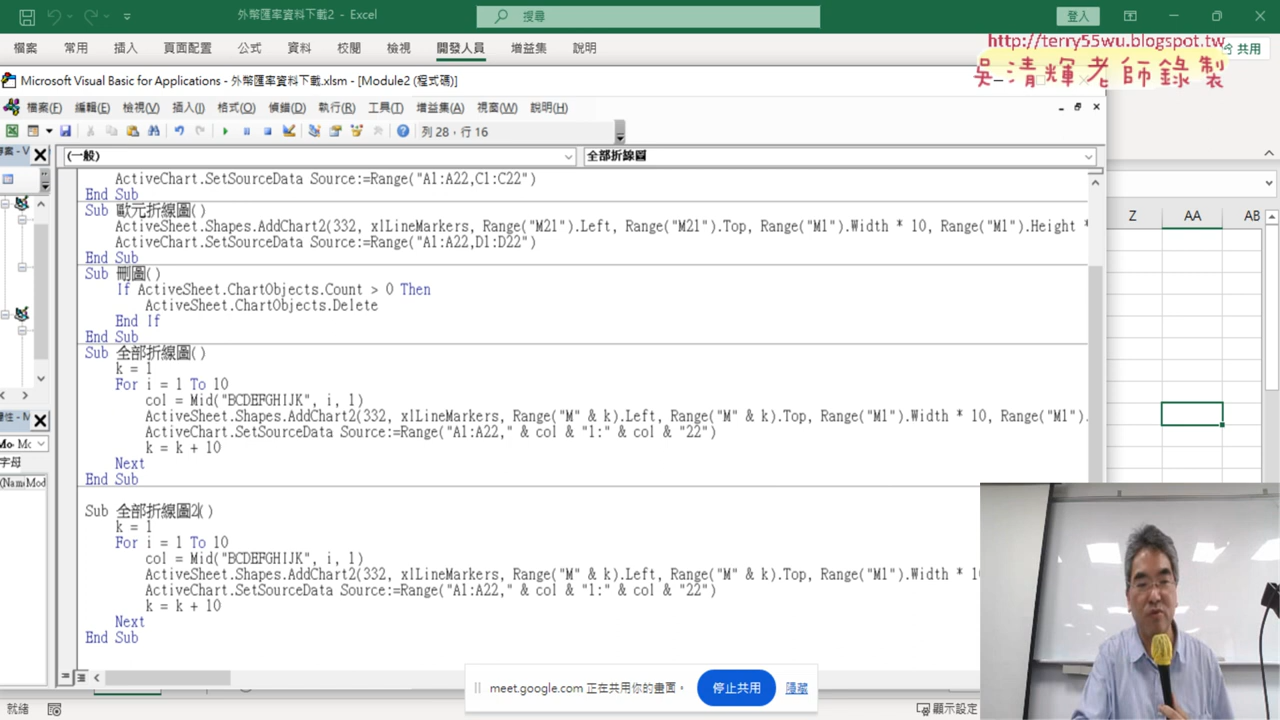 外幣匯率資料下載2 - Excel
搜尋
登入
檔案 常用 插入 頁面配置 公式 資料 校閱 檢視 開發人員 增益集 說明
共用
http://terry55wu.blogspot.tw
吳清輝老師錄製
Microsoft Visual Basic for Applications - 外幣匯率資料下載.xlsm - [Module2 (程式碼)]
檔案(F) 編輯(E) 檢視(V) 插入(I) 格式(O) 偵錯(D) 執行(R) 工具(T) 增益集(A) 視窗(W) 說明(H)
列 28，行 16
(一般)
全部折線圖
ActiveChart.SetSourceData Source:=Range("A1:A22,C1:C22")
End Sub
Sub 歐元折線圖()
ActiveSheet.Shapes.AddChart2(332, xlLineMarkers, Range("M21").Left, Range("M21").Top, Range("M1").Width * 10, Range("M1").Height *
ActiveChart.SetSourceData Source:=Range("A1:A22,D1:D22")
End Sub
Sub 刪圖()
If ActiveSheet.ChartObjects.Count > 0 Then
ActiveSheet.ChartObjects.Delete
End If
End Sub
Sub 全部折線圖()
k = 1
For i = 1 To 10
col = Mid("BCDEFGHIJK", i, 1)
ActiveSheet.Shapes.AddChart2(332, xlLineMarkers, Range("M" & k).Left, Range("M" & k).Top, Range("M1").Width * 10, Range("M1").
ActiveChart.SetSourceData Source:=Range("A1:A22," & col & "1:" & col & "22")
k = k + 10
Next
End Sub
Sub 全部折線圖2()
k = 1
For i = 1 To 10
col = Mid("BCDEFGHIJK", i, 1)
ActiveSheet.Shapes.AddChart2(332, xlLineMarkers, Range("M" & k).Left, Range("M" & k).Top, Range("M1").Width * 10
ActiveChart.SetSourceData Source:=Range("A1:A22," & col & "1:" & col & "22")
k = k + 10
Next
End Sub
Z AA AB
字母
meet.google.com 正在共用你的畫面。
停止共用
隱藏
就緒
顯示設定